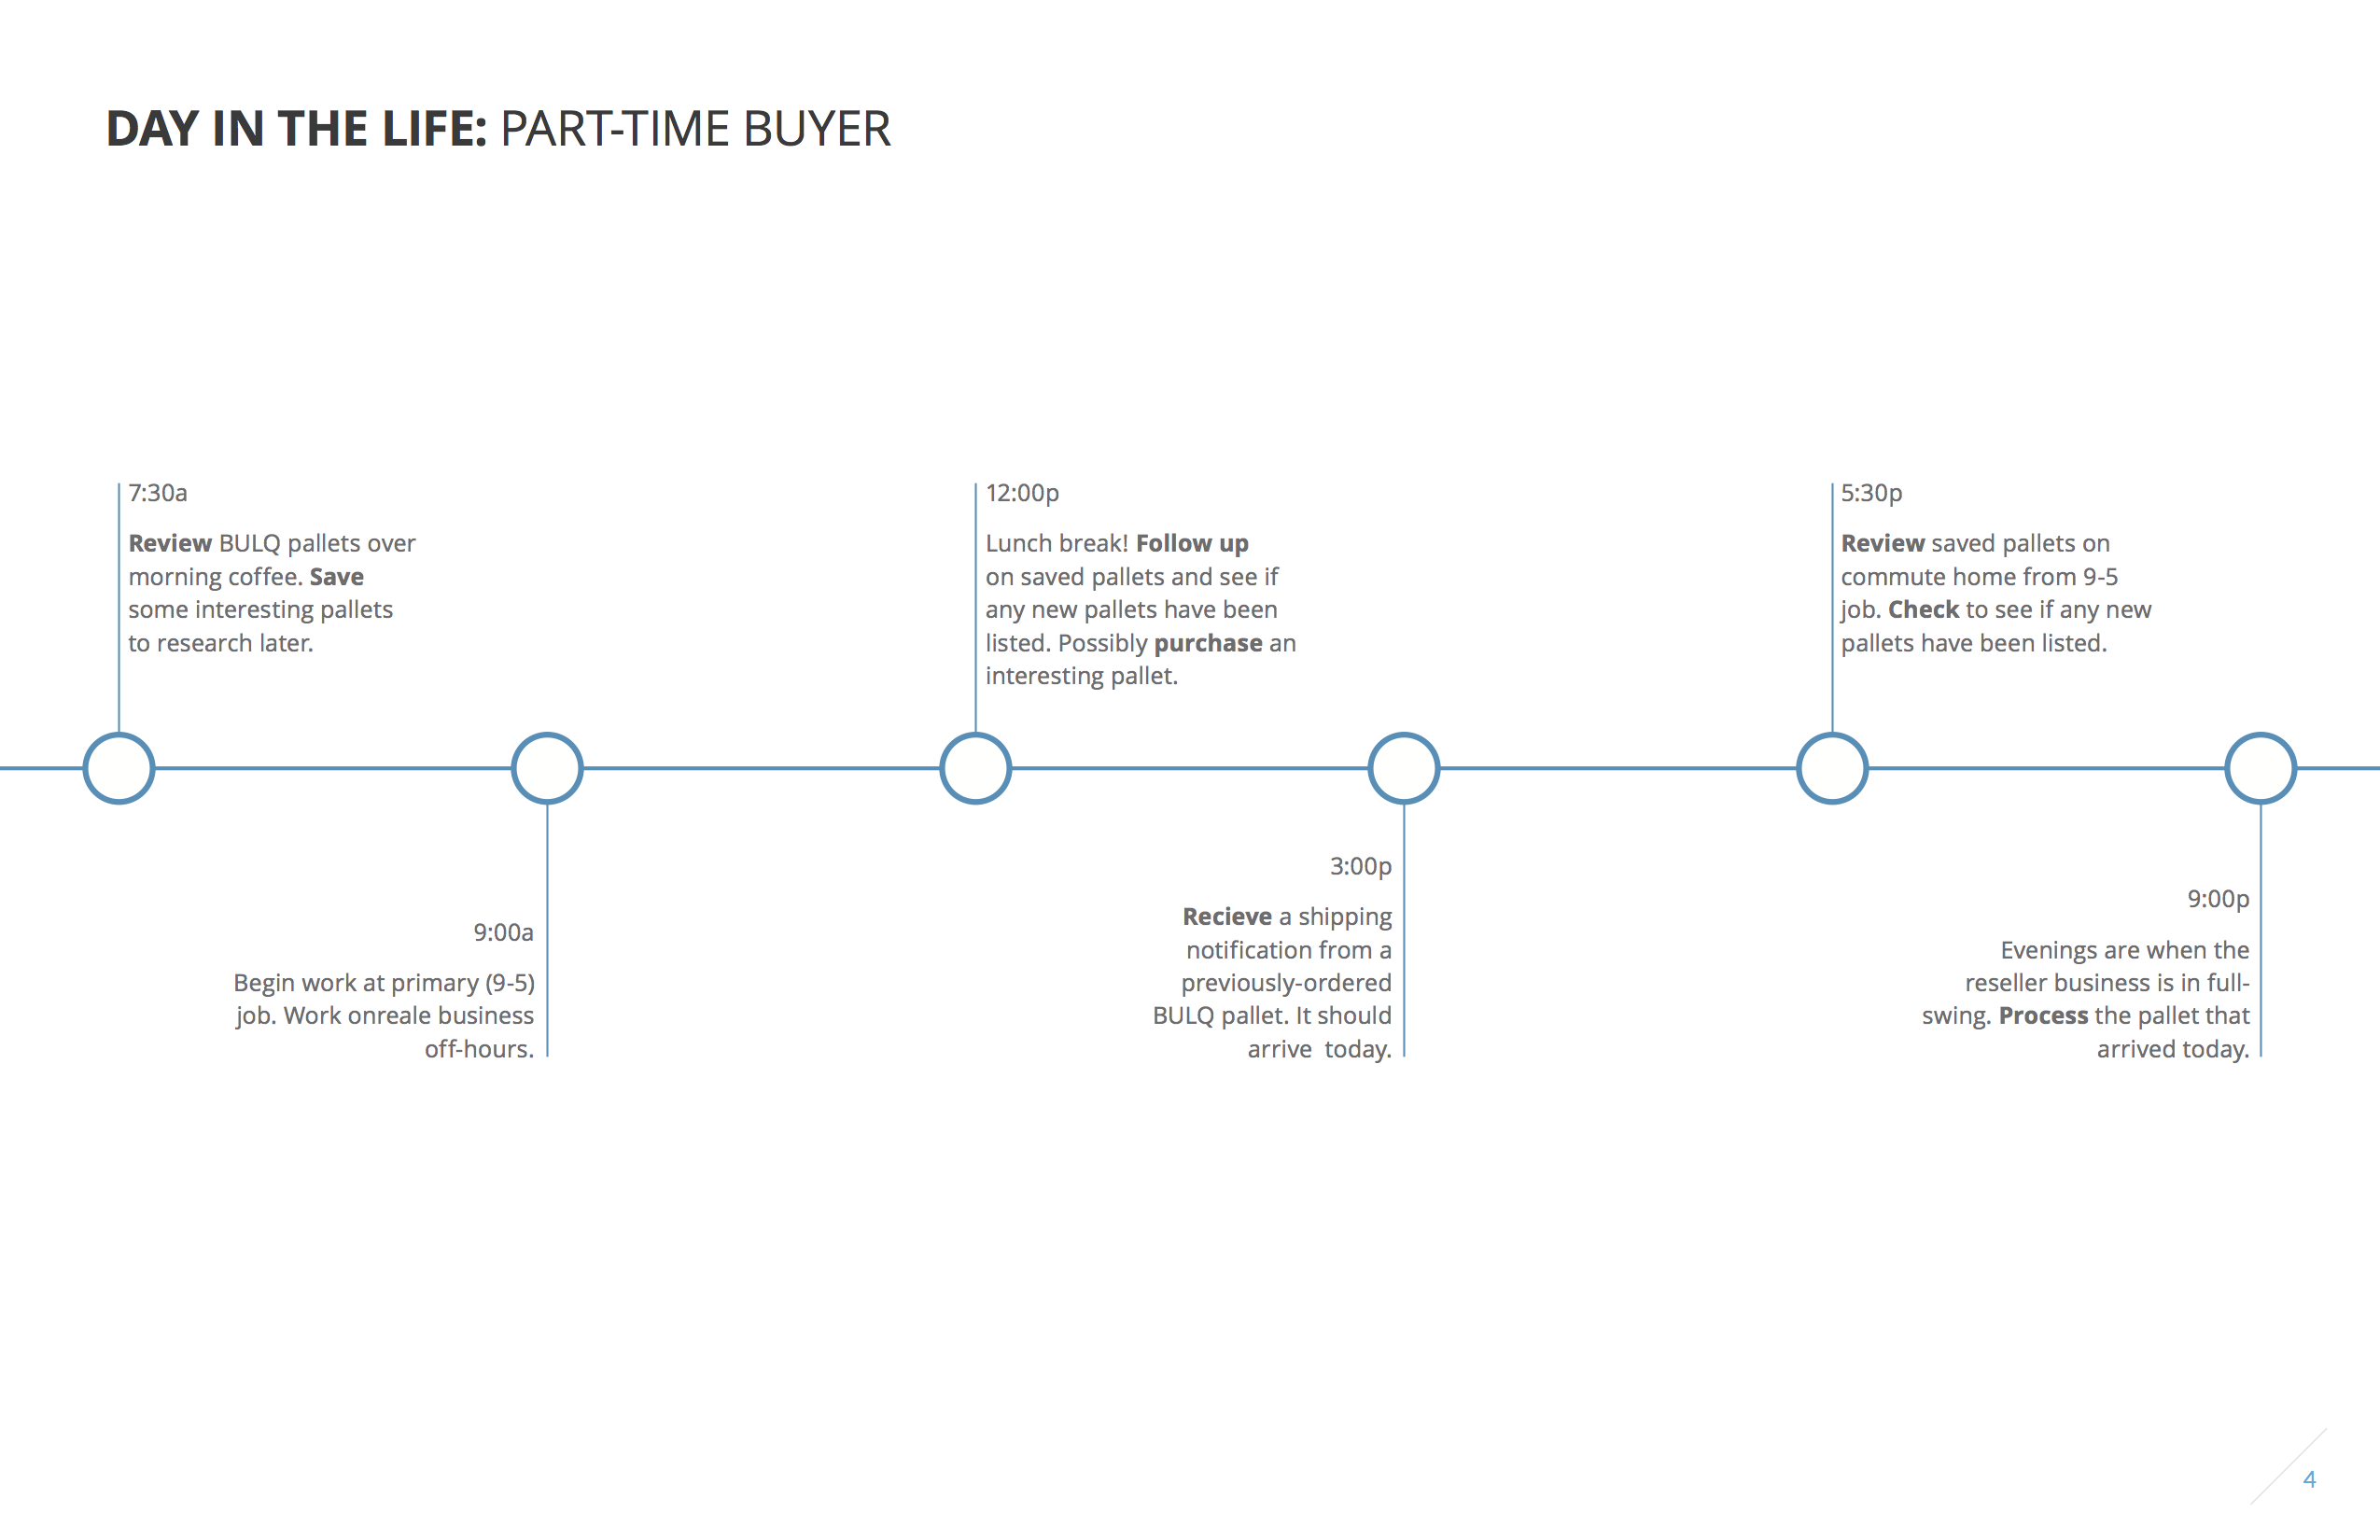 DAY IN THE LIFE: PART-TIME BUYER
7:30a
Review BULQ pallets over
morning coffee. Save
some interesting pallets
to research later.
9:00a
Begin work at primary (9-5)
job. Work onreale business
off-hours.
12:00p
Lunch break! Follow up
on saved pallets and see if
any new pallets have been
listed. Possibly purchase an
interesting pallet.
3:00p
Recieve a shipping
notification from a
previously-ordered
BULQ pallet. It should
arrive  today.
5:30p
Review saved pallets on
commute home from 9-5
job. Check to see if any new
pallets have been listed.
9:00p
Evenings are when the
reseller business is in full-
swing. Process the pallet that
arrived today.
4